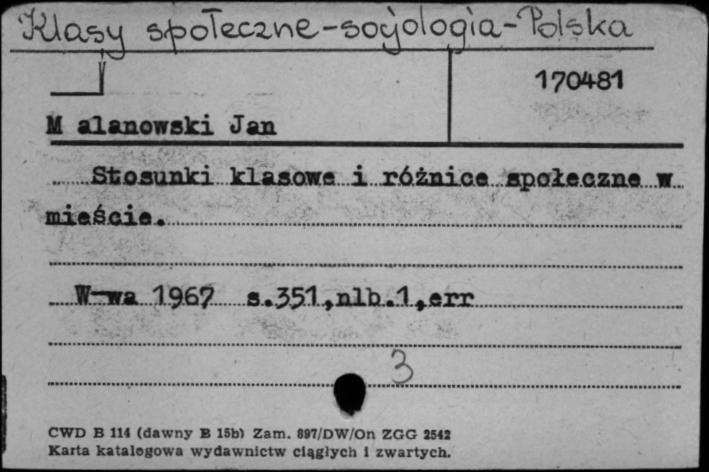 Klasy społeczne-socjologia-Polska
170481
M alanowski Jan
Stosunki klasowe i różnice społeczne w
mieście.
W-wa 1967 s.351,nlb.1,err
3
CWD B 114 (dawny B 15b) Zam. 897/DW/On ZGG 2542
Karta katalogowa wydawnictw ciągłych i zwartych.